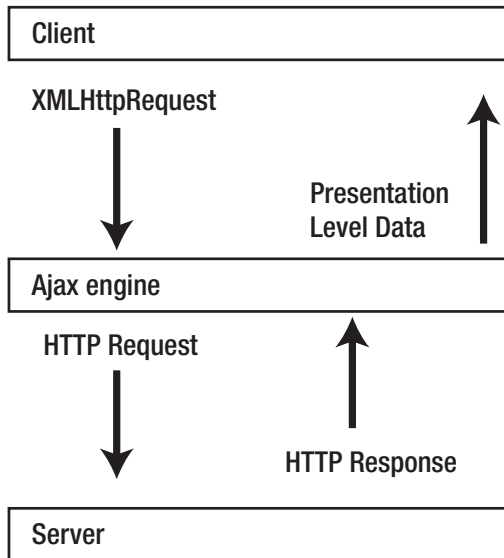 Client
XMLHttpRequest
Presentation
Level Data
Ajax engine
HTTP Request
HTTP Response
Server